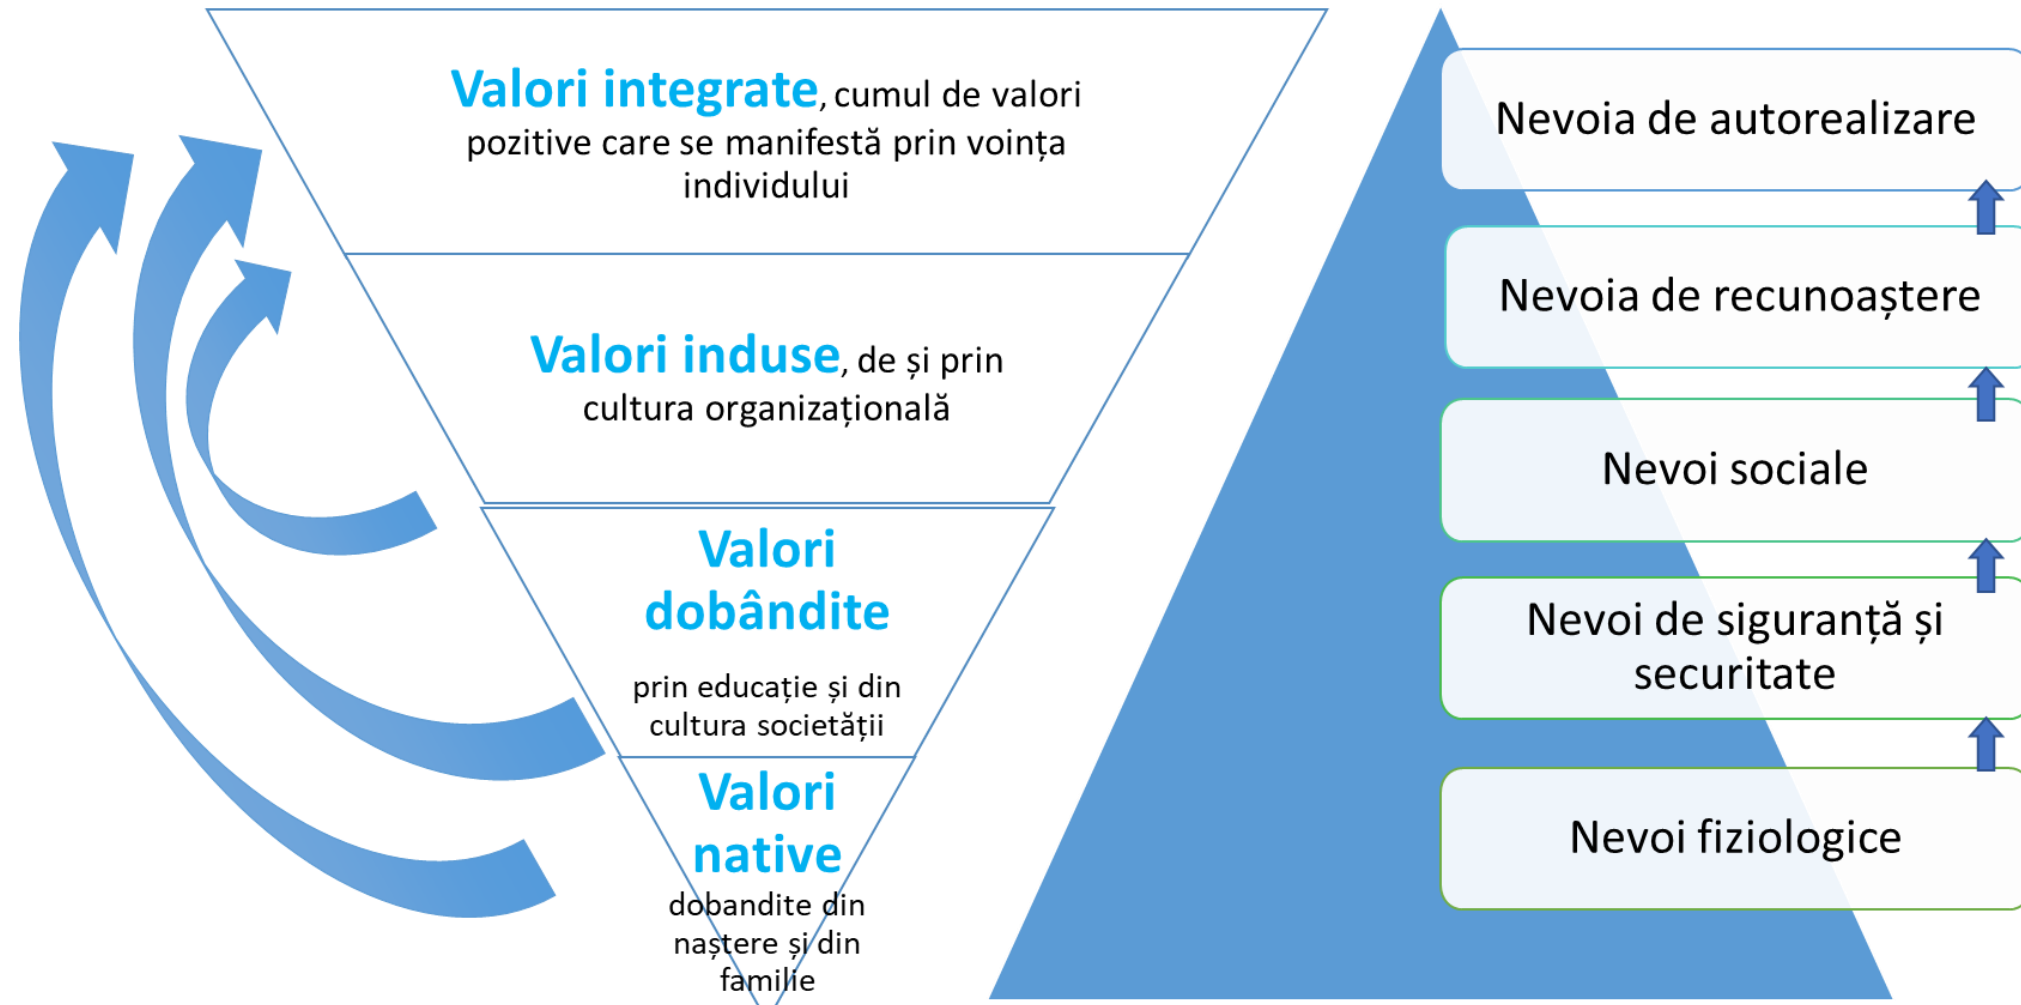 Valori integrate, cumul de valori
pozitive care se manifestă prin voința
individului
Valori induse, de și prin
cultura organizațională
Valori
dobândite
prin educație și din
cultura societății
Valori
native
dobandite din
naștere și din
familie
Nevoia de autorealizare
Nevoia de recunoaștere
Nevoi sociale
Nevoi de siguranță și
securitate
Nevoi fiziologice